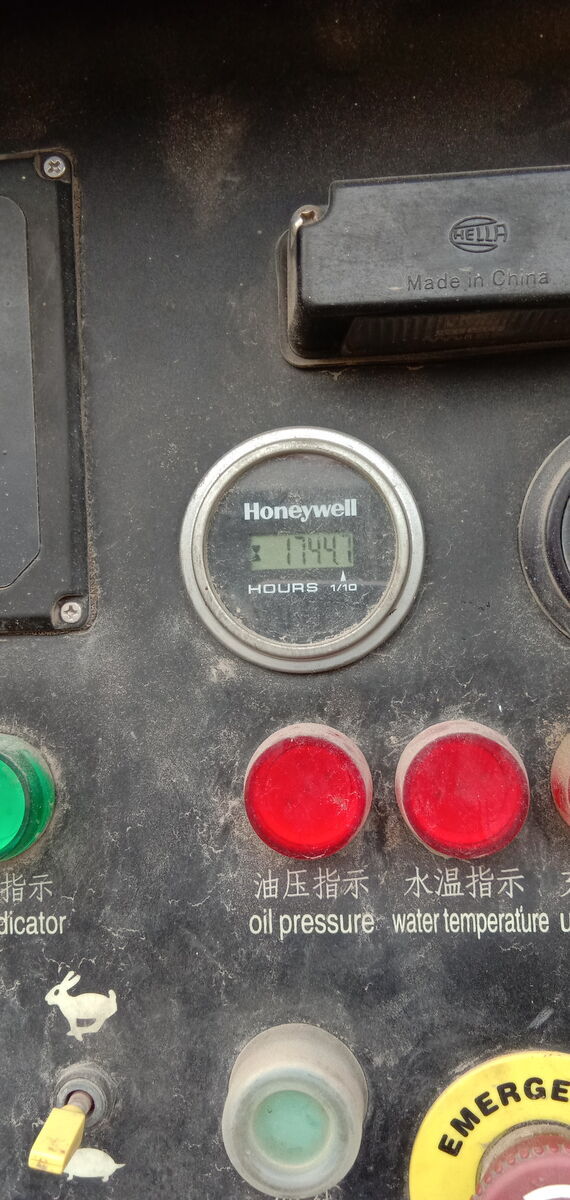 HELLA
Made in China
Honeywell
17447
HOURS 1/10
指示
油压指示
水温指示
dicator
oil pressure
water temperature
u
EMERGE